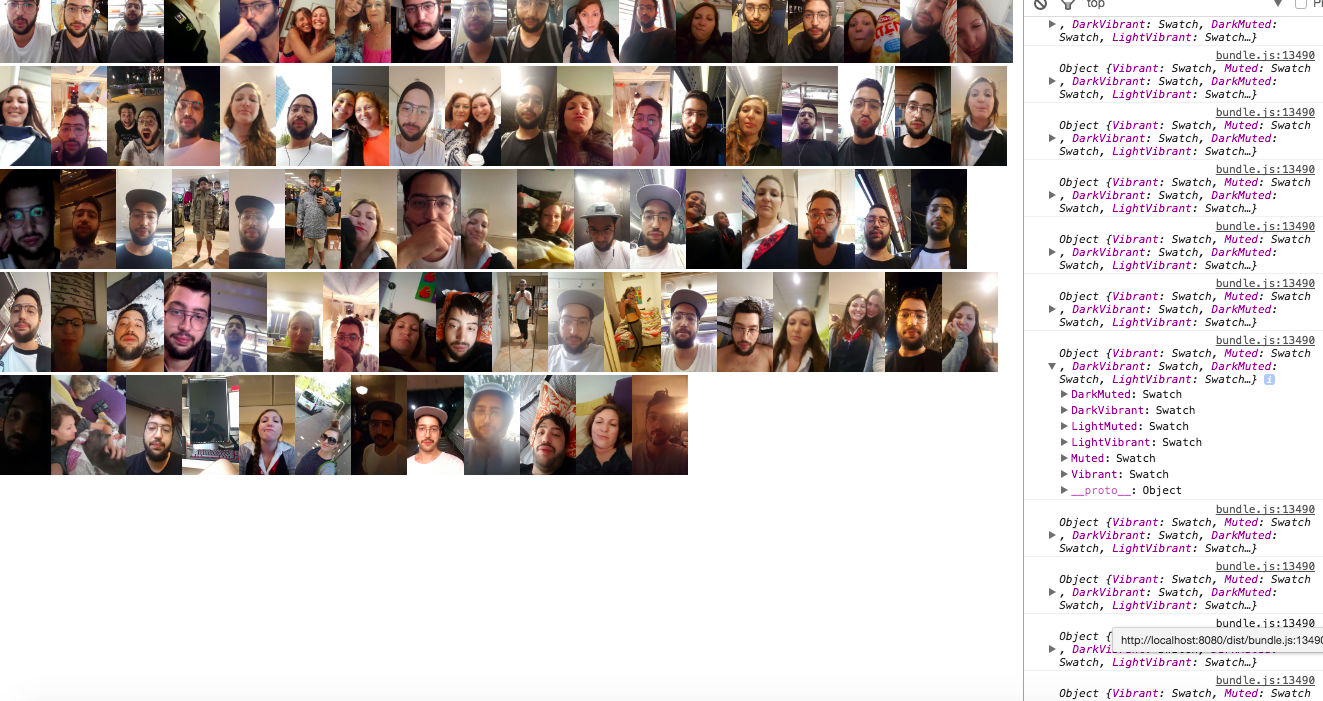 top
, DarkVibrant: Swatch, DarkMuted:
Swatch, LightVibrant: Swatch…}
bundle.js:13490
Object {Vibrant: Swatch, Muted: Swatch
, DarkVibrant: Swatch, DarkMuted:
Swatch, LightVibrant: Swatch…}
bundle.js:13490
Object {Vibrant: Swatch, Muted: Swatch
, DarkVibrant: Swatch, DarkMuted:
Swatch, LightVibrant: Swatch…}
bundle.js:13490
Object {Vibrant: Swatch, Muted: Swatch
, DarkVibrant: Swatch, DarkMuted:
Swatch, LightVibrant: Swatch…}
bundle.js:13490
Object {Vibrant: Swatch, Muted: Swatch
, DarkVibrant: Swatch, DarkMuted:
Swatch, LightVibrant: Swatch…}
bundle.js:13490
Object {Vibrant: Swatch, Muted: Swatch
, DarkVibrant: Swatch, DarkMuted:
Swatch, LightVibrant: Swatch…}
bundle.js:13490
Object {Vibrant: Swatch, Muted: Swatch
, DarkVibrant: Swatch, DarkMuted:
Swatch, LightVibrant: Swatch…} i
DarkMuted: Swatch
DarkVibrant: Swatch
LightMuted: Swatch
LightVibrant: Swatch
Muted: Swatch
Vibrant: Swatch
__proto__: Object
bundle.js:13490
Object {Vibrant: Swatch, Muted: Swatch
, DarkVibrant: Swatch, DarkMuted:
Swatch, LightVibrant: Swatch…}
bundle.js:13490
Object {Vibrant: Swatch, Muted: Swatch
, DarkVibrant: Swatch, DarkMuted:
Swatch, LightVibrant: Swatch…}
bundle.js:13490
Object {
http://localhost:8080/dist/bundle.js:13490
, DarkVibrant: Swatch, DarkMuted:
Swatch, LightVibrant: Swatch…}
bundle.js:13490
Object {Vibrant: Swatch, Muted: Swatch